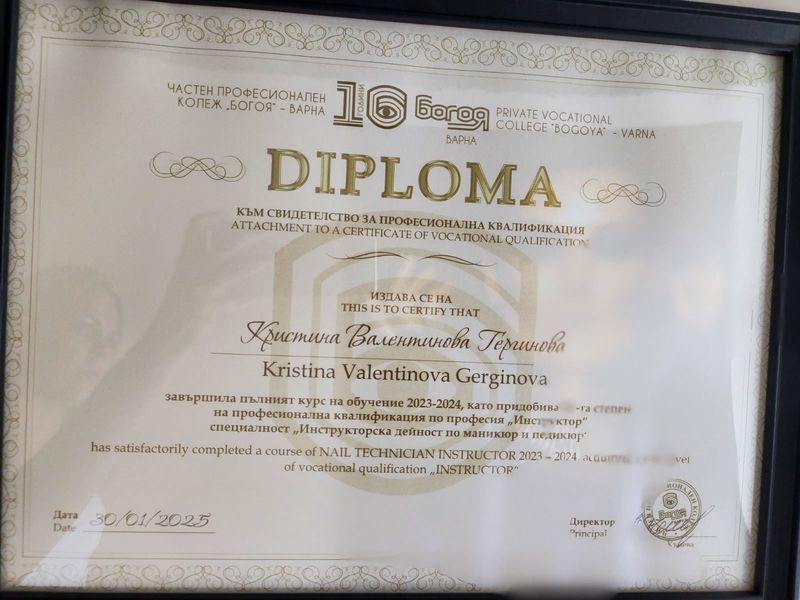 ЧАСТЕН ПРОФЕСИОНАЛЕН
КОЛЕЖ „БОГОЯ" – ВАРНА
16 ГОДИНИ
Богоя
ВАРНА
PRIVATE VOCATIONAL
COLLEGE "BOGOYA" - VARNA
DIPLOMA
КЪМ СВИДЕТЕЛСТВО ЗА ПРОФЕСИОНАЛНА КВАЛИФИКАЦИЯ
ATTACHMENT TO A CERTIFICATE OF VOCATIONAL QUALIFICATION
ИЗДАВА СЕ НА
THIS IS TO CERTIFY THAT
Кристина Валентинова Гергинова
Kristina Valentinova Gerginova
завършила пълният курс на обучение 2023-2024, като придобива -та степен
на професионална квалификация по професия „Инструктор"
специалност „Инструкторска дейност по маникюр и педикюр"
has satisfactorily completed a course of NAIL TECHNICIAN INSTRUCTOR 2023 – 2024,
of vocational qualification „INSTRUCTOR"
Дата
Date 30/01/2025
Директор
Principal
Богоя